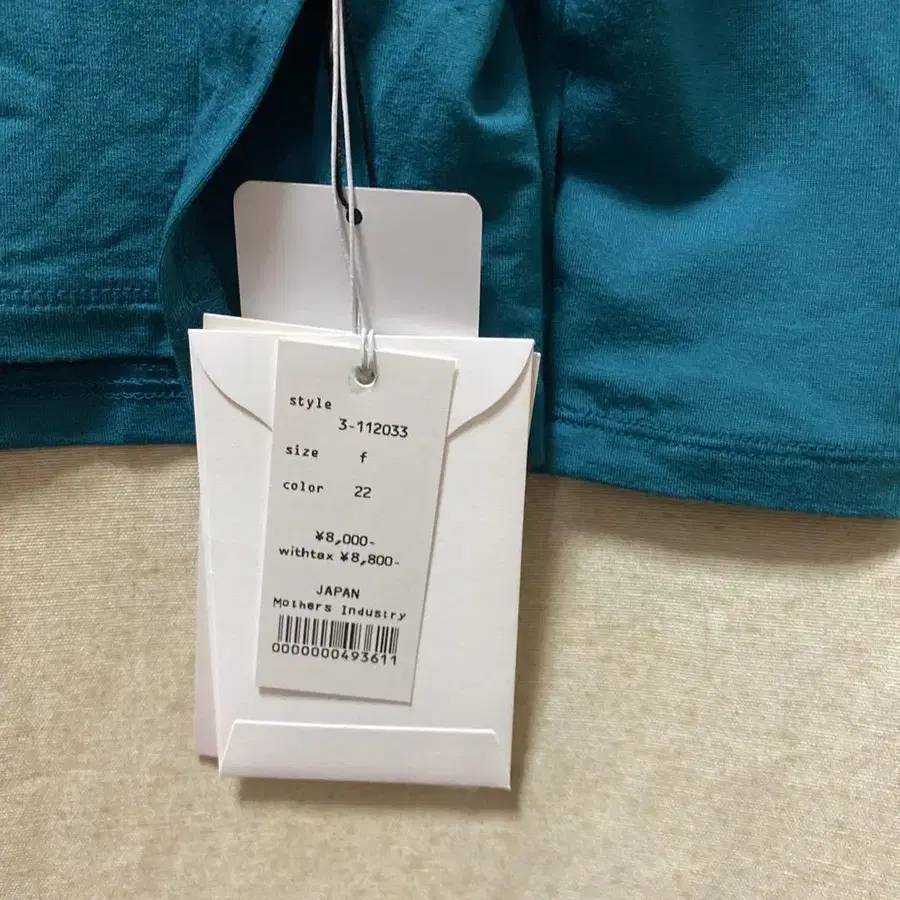 style
3-112033
size f
color 22
¥8,000-
withtax ¥8,800-
JAPAN
Mothers Industry
0000000493611